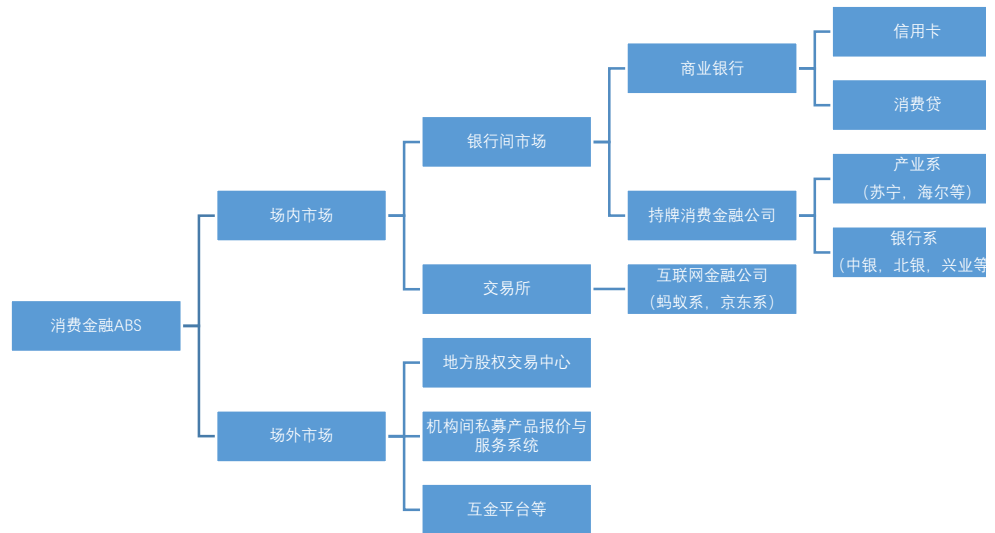 消费金融ABS
场内市场
银行间市场
商业银行
信用卡
消费贷
持牌消费金融公司
产业系
（苏宁，海尔等）
银行系
（中银，北银，兴业等
交易所
互联网金融公司
（蚂蚁系，京东系）
场外市场
地方股权交易中心
机构间私募产品报价与
服务系统
互金平台等